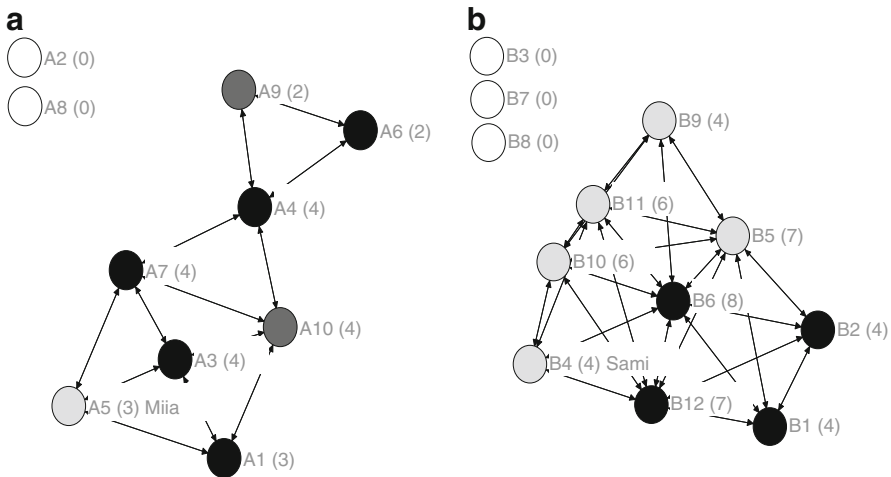 a
A2 (0)
A8 (0)
A9 (2)
A6 (2)
A4 (4)
A7 (4)
A10 (4)
A3 (4)
A5 (3) Miia
A1 (3)
b
B3 (0)
B7 (0)
B8 (0)
B9 (4)
B11 (6)
B5 (7)
B10 (6)
B6 (8)
B2 (4)
B4 (4) Sami
B12 (7)
B1 (4)